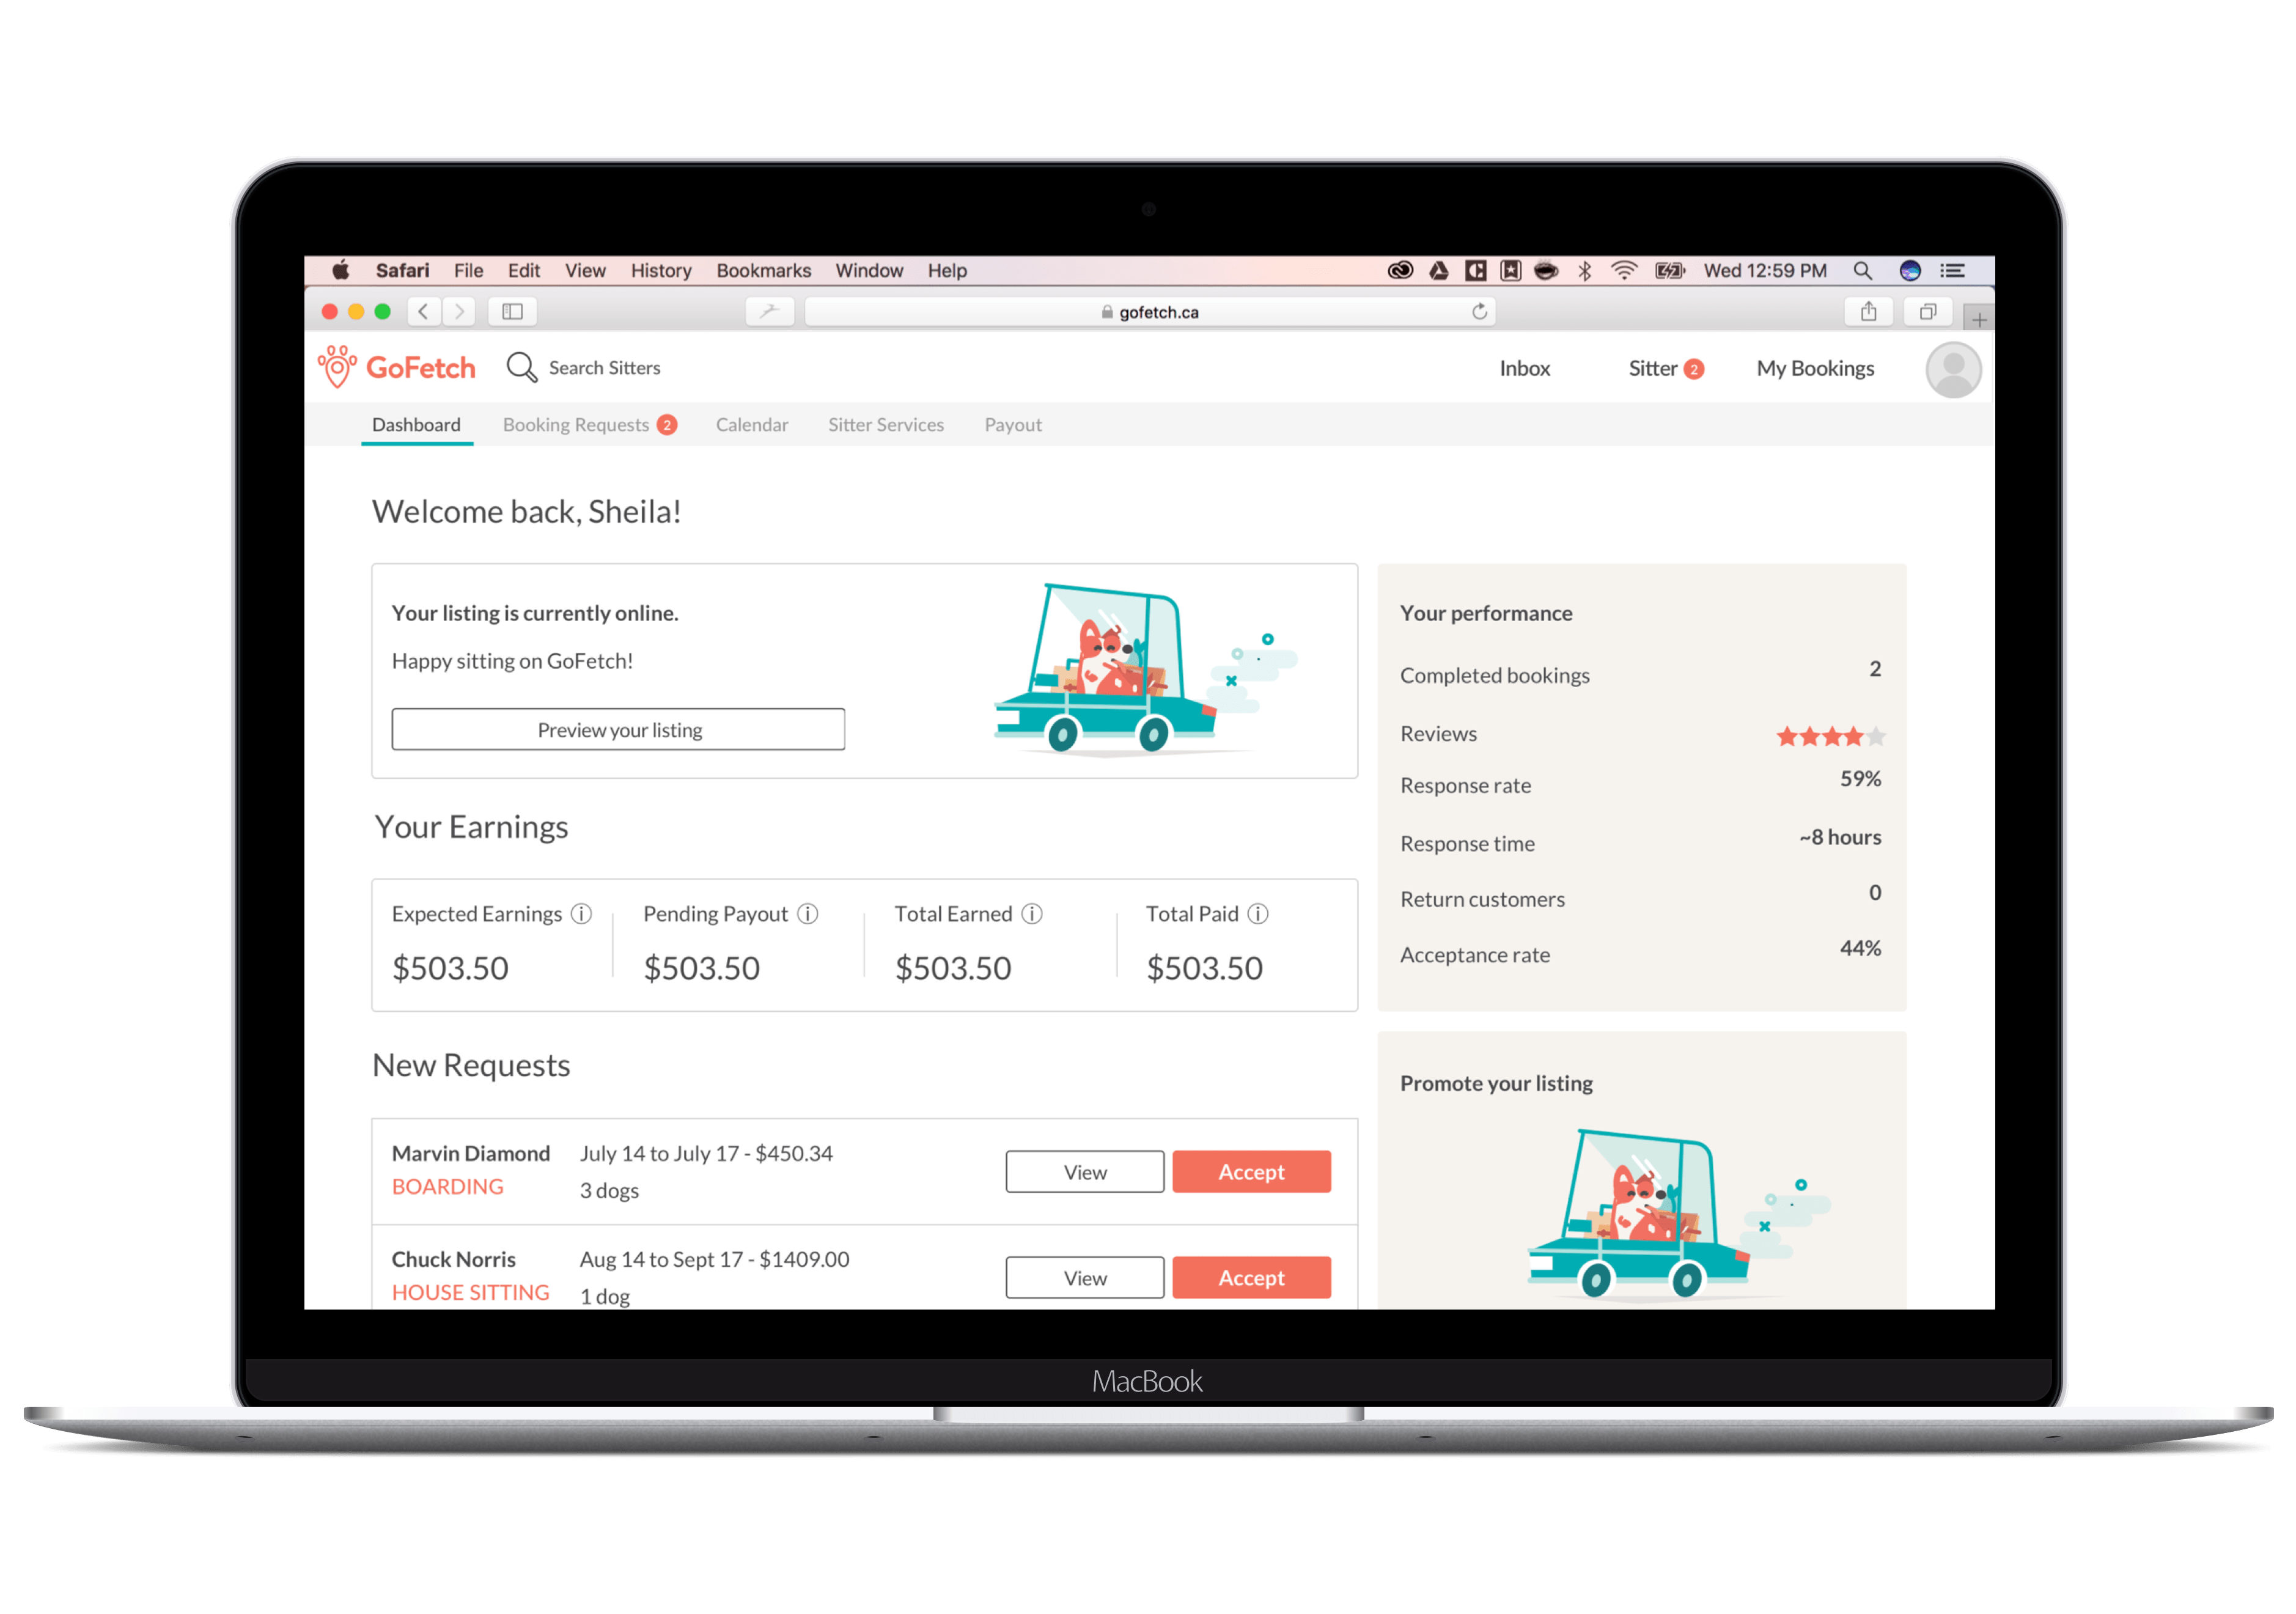 Safari File Edit View History Bookmarks Window Help Wed 12:59 PM
gofetch.ca
GoFetch Search Sitters Inbox Sitter 2 My Bookings
Dashboard Booking Requests 2 Calendar Sitter Services Payout
Welcome back, Sheila!
Your listing is currently online.
Happy sitting on GoFetch!
Preview your listing
Your performance
Completed bookings 2
Reviews
Response rate 59%
Response time ~8 hours
Return customers 0
Acceptance rate 44%
Your Earnings
Expected Earnings i Pending Payout i Total Earned i Total Paid i
$503.50 $503.50 $503.50 $503.50
New Requests
Marvin Diamond July 14 to July 17 - $450.34 View Accept
BOARDING 3 dogs
Chuck Norris Aug 14 to Sept 17 - $1409.00 View Accept
HOUSE SITTING 1 dog
Promote your listing
MacBook